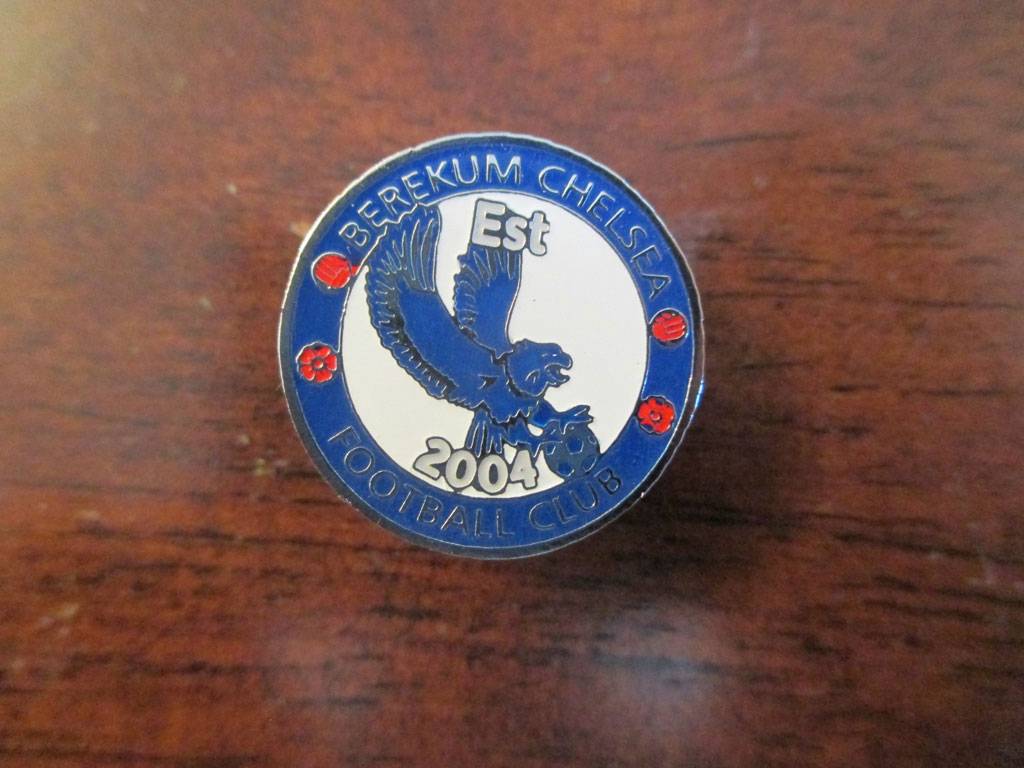 BEREKUM CHELSEA
Est
2004
FOOTBALL CLUB